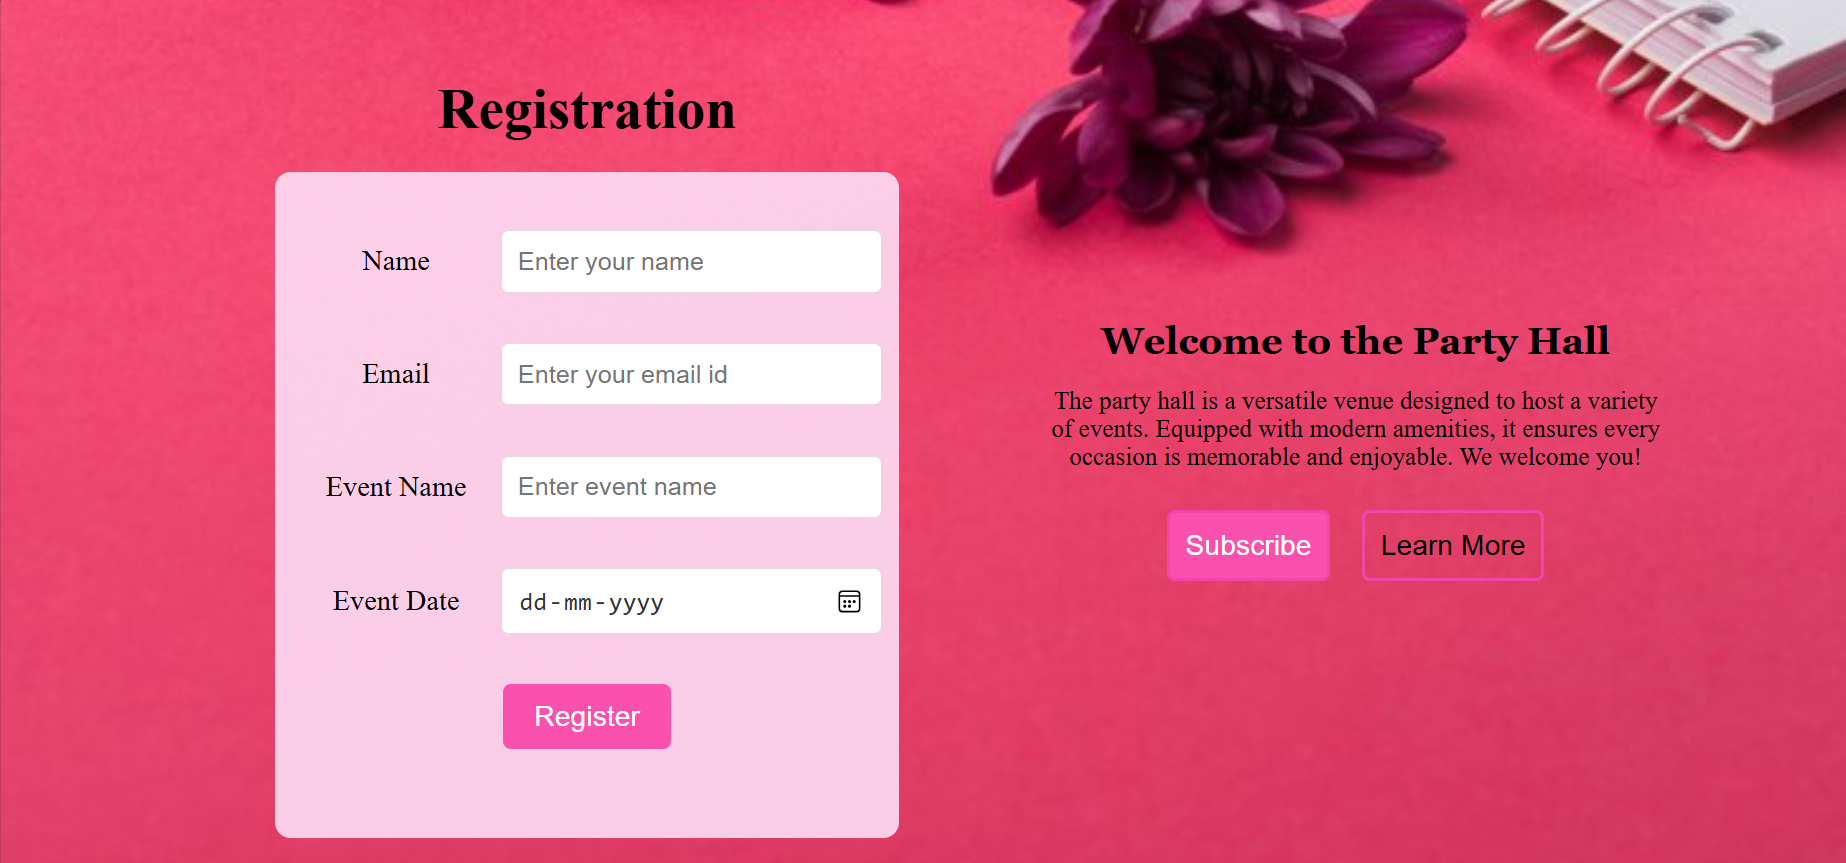 Registration
Name
Enter your name
Email
Enter your email id
Event Name
Enter event name
Event Date
dd-mm-yyyy
Register
Welcome to the Party Hall
The party hall is a versatile venue designed to host a variety
of events. Equipped with modern amenities, it ensures every
occasion is memorable and enjoyable. We welcome you!
Subscribe
Learn More